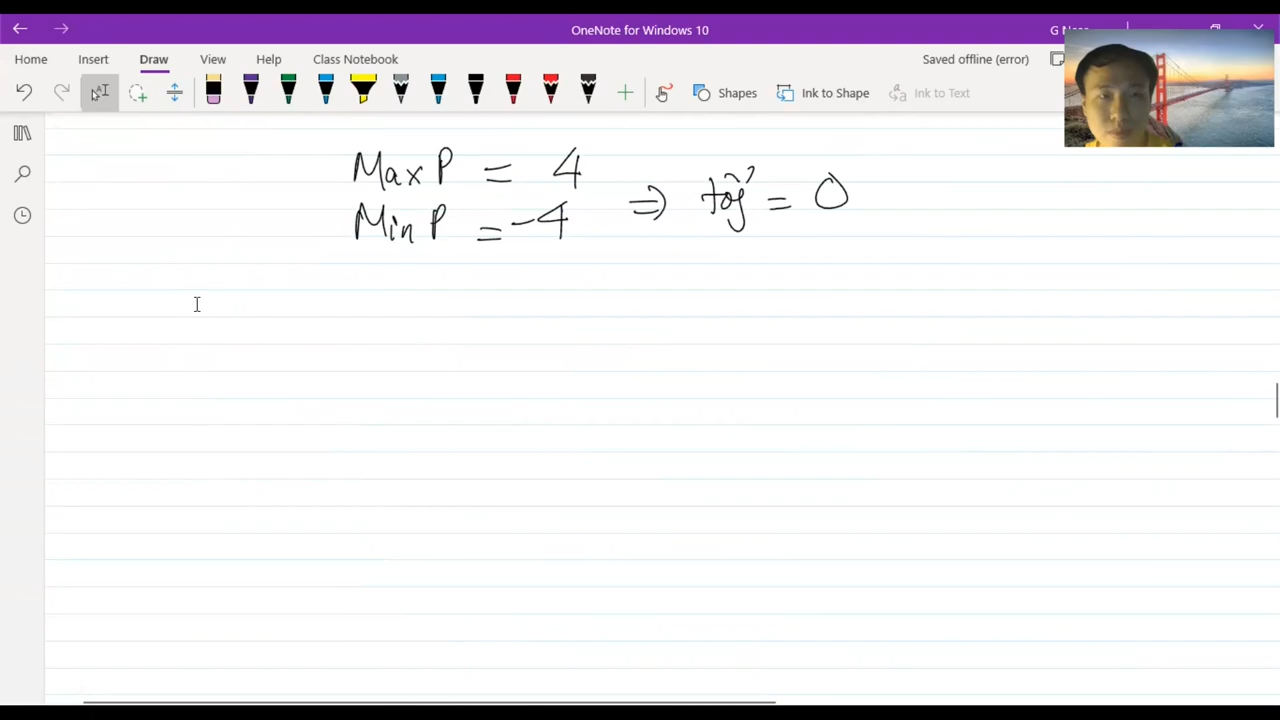 OneNote for Windows 10
Home Insert Draw View Help Class Notebook
Saved offline (error)
Shapes Ink to Shape Ink to Text
Max P = 4
Min P = -4
⇒ tổng = 0